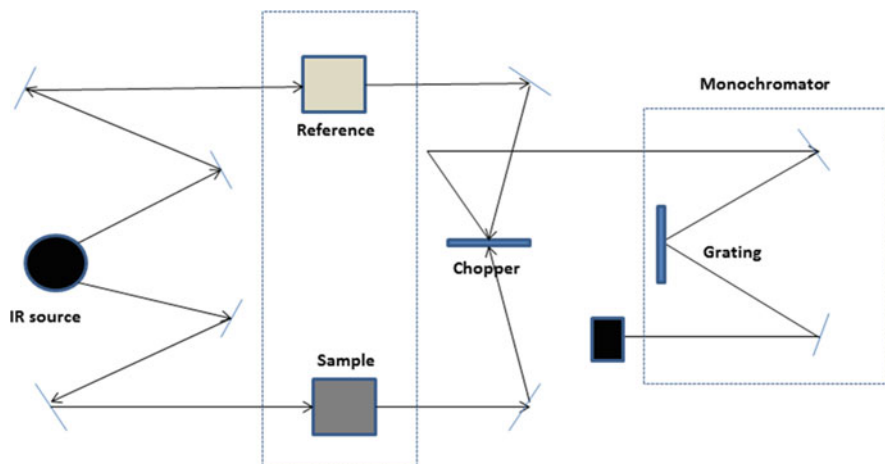 Monochromator
Reference
Grating
Chopper
IR source
Sample